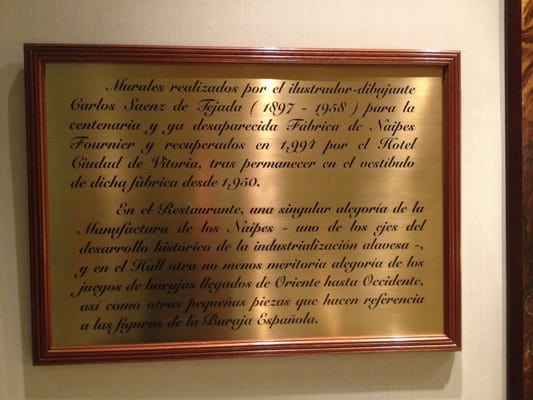 Murales realizados por el ilustrador-dibujante
Carlos Saenz de Tejada ( 1897 - 1958 ) para la
centenaria y ya desaparecida Fábrica de Naipes
Fournier y recuperados en 1,994 por el Hotel
Ciudad de Vitoria, tras permanecer en el vestíbulo
de dicha fábrica desde 1,950.
En el Restaurante, una singular alegoría de la
Manufactura de los Naipes - uno de los ejes del
desarrollo histórico de la industrialización alavesa -,
y en el Hall otra no menos meritoria alegoría de los
juegos de barajas llegados de Oriente hasta Occidente,
así como otras pequeñas piezas que hacen referencia
a las figuras de la Baraja Española.